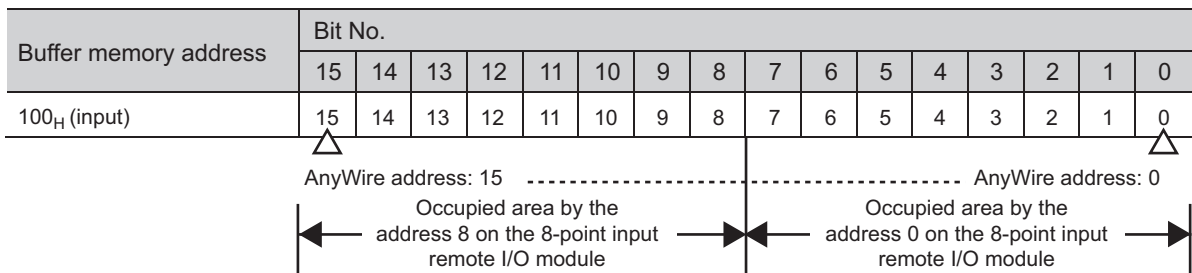 Buffer memory address
Bit No.
15 14 13 12 11 10 9 8 7 6 5 4 3 2 1 0
100H (input) 15 14 13 12 11 10 9 8 7 6 5 4 3 2 1 0
AnyWire address: 15 AnyWire address: 0
Occupied area by the
address 8 on the 8-point input
remote I/O module
Occupied area by the
address 0 on the 8-point input
remote I/O module